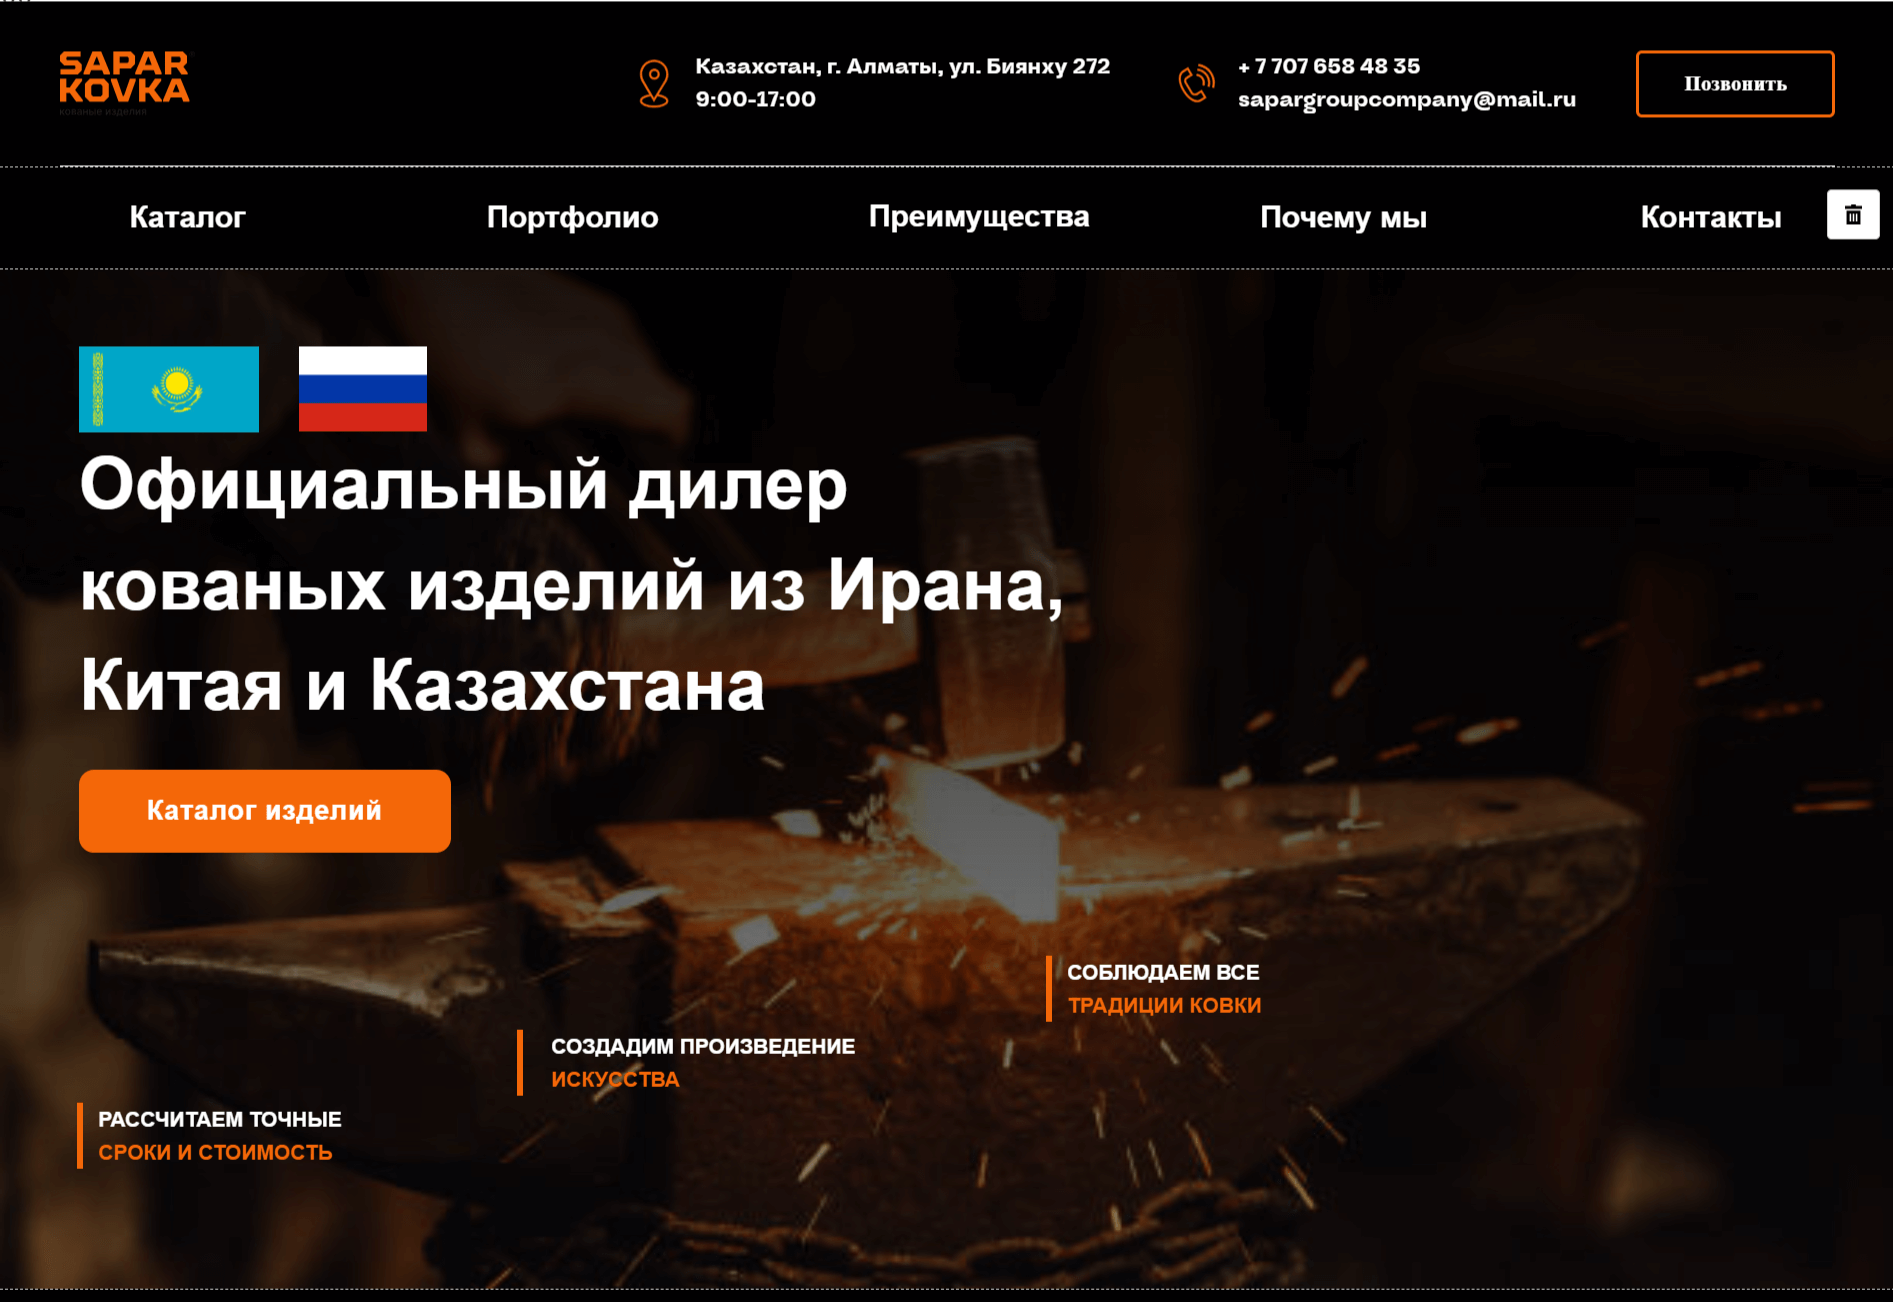 SAPAR
KOVKA
кованые изделия
Казахстан, г. Алматы, ул. Биянху 272
9:00-17:00
+ 7 707 658 48 35
sapargroupcompany@mail.ru
Позвонить
Каталог
Портфолио
Преимущества
Почему мы
Контакты
Официальный дилер
кованых изделий из Ирана,
Китая и Казахстана
Каталог изделий
СОБЛЮДАЕМ ВСЕ
ТРАДИЦИИ КОВКИ
СОЗДАДИМ ПРОИЗВЕДЕНИЕ
ИСКУССТВА
РАССЧИТАЕМ ТОЧНЫЕ
СРОКИ И СТОИМОСТЬ